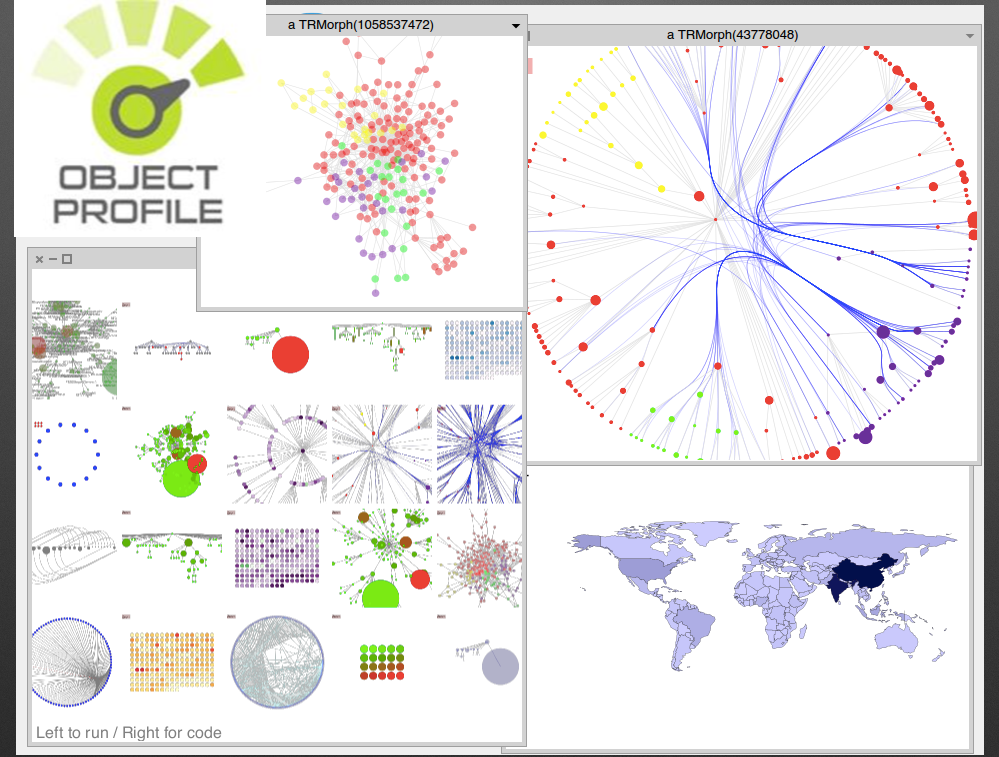 OBJECT
PROFILE
a TRMorph(1058537472)
a TRMorph(43778048)
Left to run / Right for code